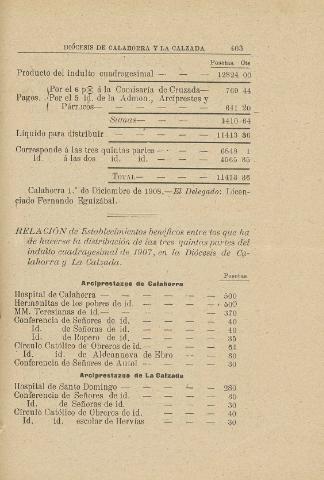 DIÓCESIS DE CALAHORRA Y LA CALZADA 403
Pesetas Cts
Producto del indulto cuadragesimal — — — 12824 00
Por el 6 p% á la Comisaría de Cruzada— 769 44
Pagos. Por el 5 id. de la Admon., Arciprestes y
Párrocos— — — — — — 641 20
Suman— — — 1410 64
Líquido para distribuir — — — — — 11413 36
Corresponde á las tres quintas partes — — — 6848 1
Id. á las dos id. id. — — 4565 35
TOTAL— — — — 11413 36
Calahorra 1.º de Diciembre de 1908.—El Delegado: Licen-
ciado Fernando Eguizábal.
RELACIÓN de Establecimientos benéficos entre los que ha
de hacerse la distribución de las tres quintas partes del
indulto cuadragesimal de 1907, en la Diócesis de Ca-
lahorra y La Calzada.
Pesetas
Arciprestazgo de Calahorra
Hospital de Calahorra — — — — — — 500
Hermanitas de los pobres de id. — — — — 500
MM. Teresianas de id.— — — — — 370
Conferencia de Señores de id. — — — — 40
Id. de Señoras de id. — — — — 40
Id. de Ropero de id. — — — — 35
Círculo Católico de Obreros de id.— — — —
Id. id. de Aldeanueva de Ebro — — 30
Conferencia de Señores de Autol — — — — 30
Arciprestazgo de La Calzada
Hospital de Santo Domingo — — — — —
Conferencia de Señores de id. — — — —
Id. de Señoras de id. — — — — 30
Círculo Católico de Obreros de id. — — — 40
Id. id. escolar de Hervías — — — 30